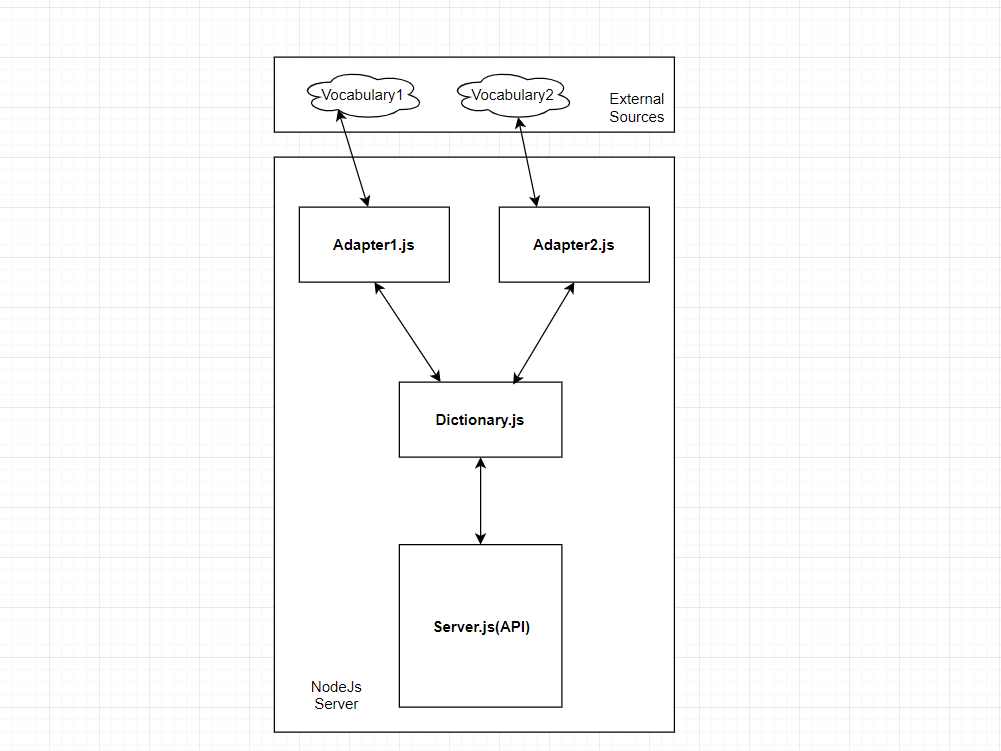 Vocabulary1
Vocabulary2
External
Sources
Adapter1.js
Adapter2.js
Dictionary.js
Server.js(API)
NodeJs
Server